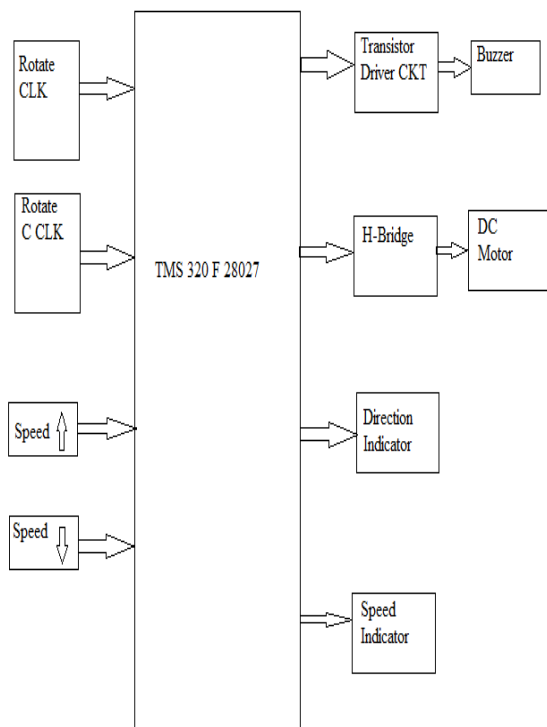 Rotate
CLK
Rotate
C CLK
Speed
Speed
TMS 320 F 28027
Transistor
Driver CKT
Buzzer
H-Bridge
DC
Motor
Direction
Indicator
Speed
Indicator